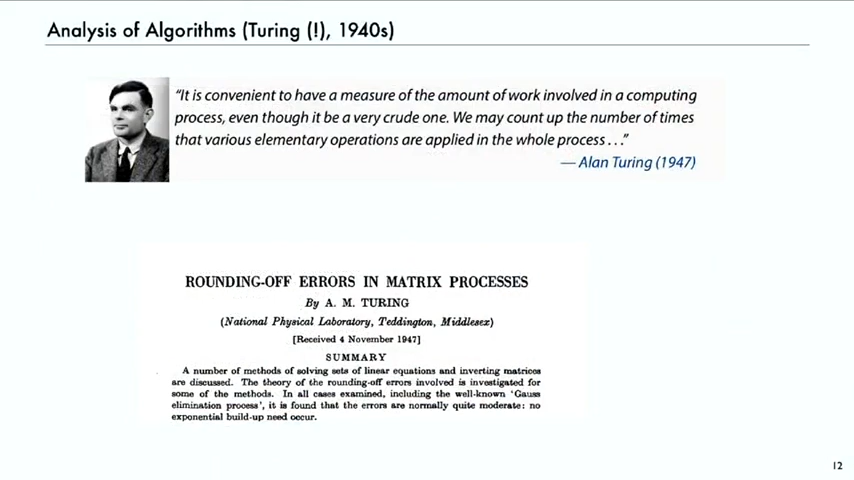 Analysis of Algorithms (Turing (!), 1940s)
“It is convenient to have a measure of the amount of work involved in a computing
process, even though it be a very crude one. We may count up the number of times
that various elementary operations are applied in the whole process . . .”
— Alan Turing (1947)
ROUNDING-OFF ERRORS IN MATRIX PROCESSES
By A. M. TURING
(National Physical Laboratory, Teddington, Middlesex)
[Received 4 November 1947]
SUMMARY
A number of methods of solving sets of linear equations and inverting matrices
are discussed. The theory of the rounding-off errors involved is investigated for
some of the methods. In all cases examined, including the well-known ‘Gauss
elimination process’, it is found that the errors are normally quite moderate: no
exponential build-up need occur.
12